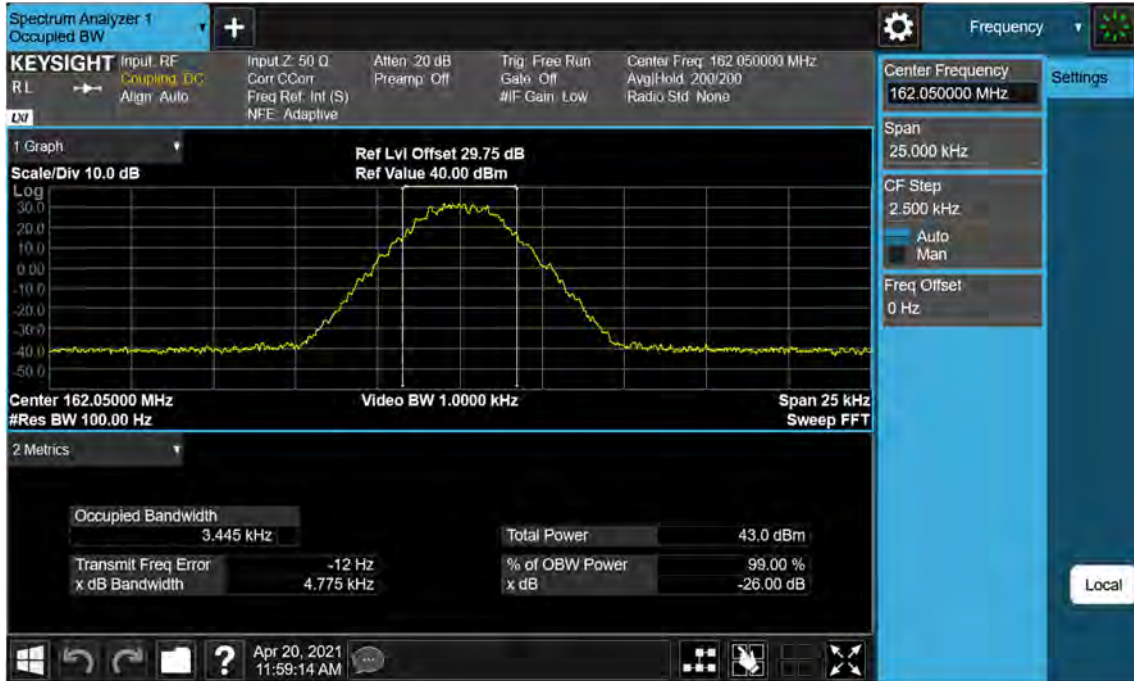 Spectrum Analyzer 1
Occupied BW
Frequency
KEYSIGHT
RL
LXI
Input: RF
Coupling: DC
Align: Auto
Input Z: 50 Ω
Corr CCorr
Freq Ref: Int (S)
NFE: Adaptive
Atten: 20 dB
Preamp: Off
Trig: Free Run
Gate: Off
#IF Gain: Low
Center Freq: 162.050000 MHz
Avg|Hold: 200/200
Radio Std: None
Center Frequency
162.050000 MHz
Settings
Span
25.000 kHz
CF Step
2.500 kHz
Auto
Man
Freq Offset
0 Hz
1 Graph
Scale/Div 10.0 dB
Ref Lvl Offset 29.75 dB
Ref Value 40.00 dBm
Log
30.0
20.0
10.0
0.00
-10.0
-20.0
-30.0
-40.0
-50.0
Center 162.05000 MHz
Video BW 1.0000 kHz
Span 25 kHz
#Res BW 100.00 Hz
Sweep FFT
2 Metrics
Occupied Bandwidth
3.445 kHz
Total Power 43.0 dBm
Transmit Freq Error -12 Hz
% of OBW Power 99.00 %
x dB Bandwidth 4.775 kHz
x dB -26.00 dB
Local
?
Apr 20, 2021
11:59:14 AM